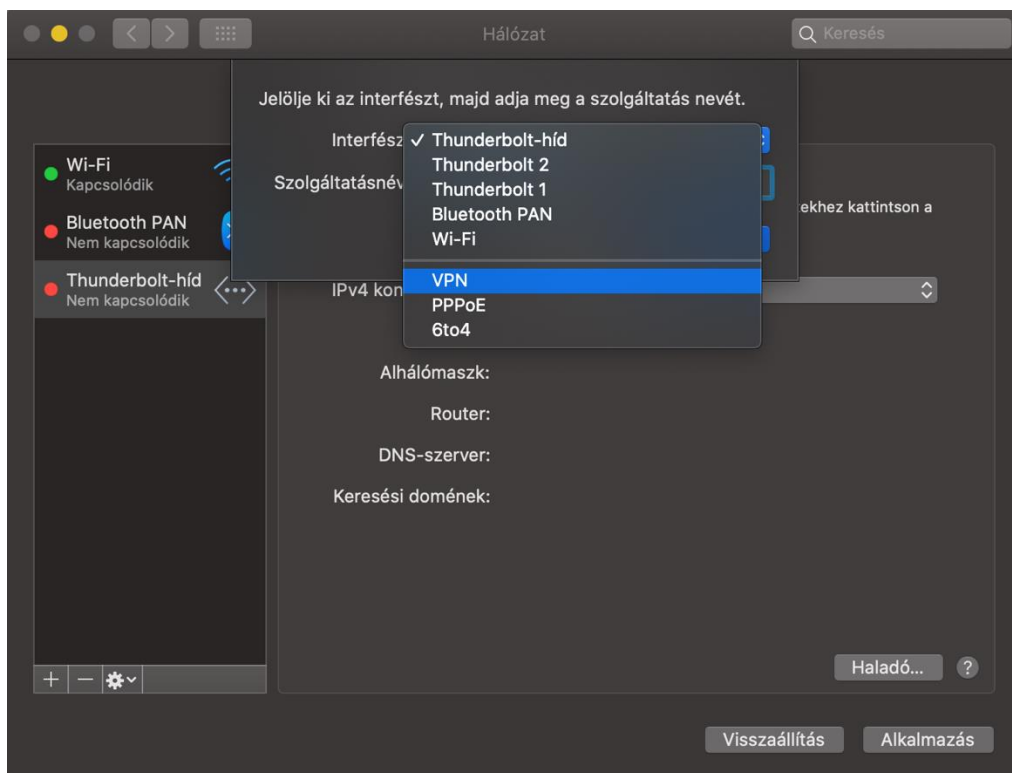 Hálózat
Keresés
Jelölje ki az interfészt, majd adja meg a szolgáltatás nevét.
Interfész
✓ Thunderbolt-híd
Thunderbolt 2
Thunderbolt 1
Bluetooth PAN
Wi-Fi
VPN
PPPoE
6to4
Szolgáltatásnév
Wi-Fi
Kapcsolódik
Bluetooth PAN
Nem kapcsolódik
Thunderbolt-híd
Nem kapcsolódik
kattintson a
IPv4
Alhálómaszk:
Router:
DNS-szerver:
Keresési domének:
Haladó... ?
Visszaállítás Alkalmazás